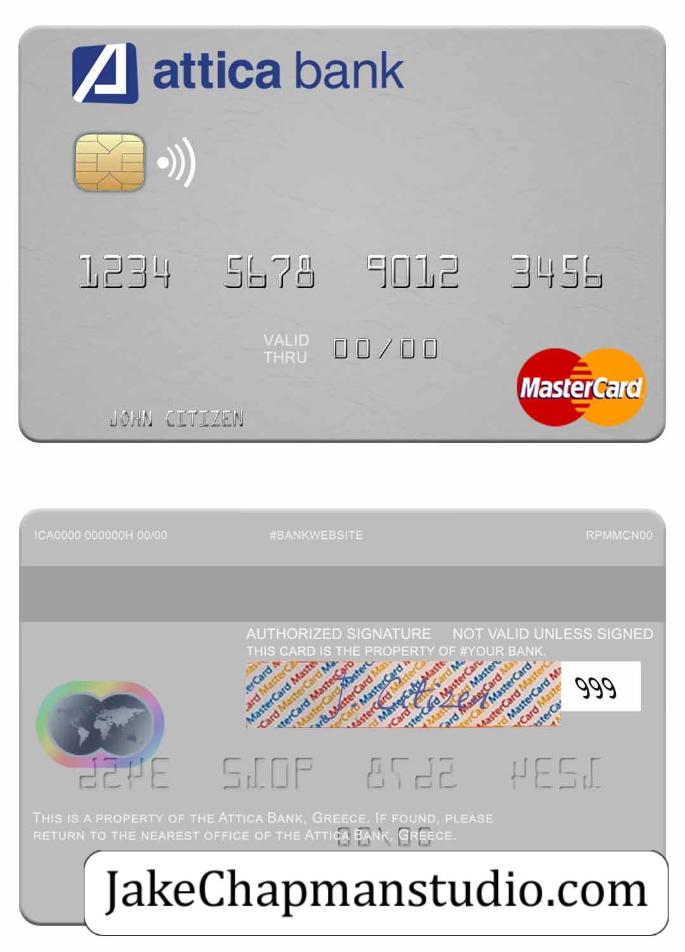 attica bank
1234 5678 9012 3456
VALID THRU 00/00
MasterCard
JOHN CITIZEN
ICA0000 000000H 00/00 #BANKWEBSITE RPMMCN00
AUTHORIZED SIGNATURE NOT VALID UNLESS SIGNED
THIS CARD IS THE PROPERTY OF #YOUR BANK.
J Citizen 999
THIS IS A PROPERTY OF THE ATTICA BANK, GREECE. IF FOUND, PLEASE
RETURN TO THE NEAREST OFFICE OF THE ATTICA BANK, GREECE.
JakeChapmanstudio.com